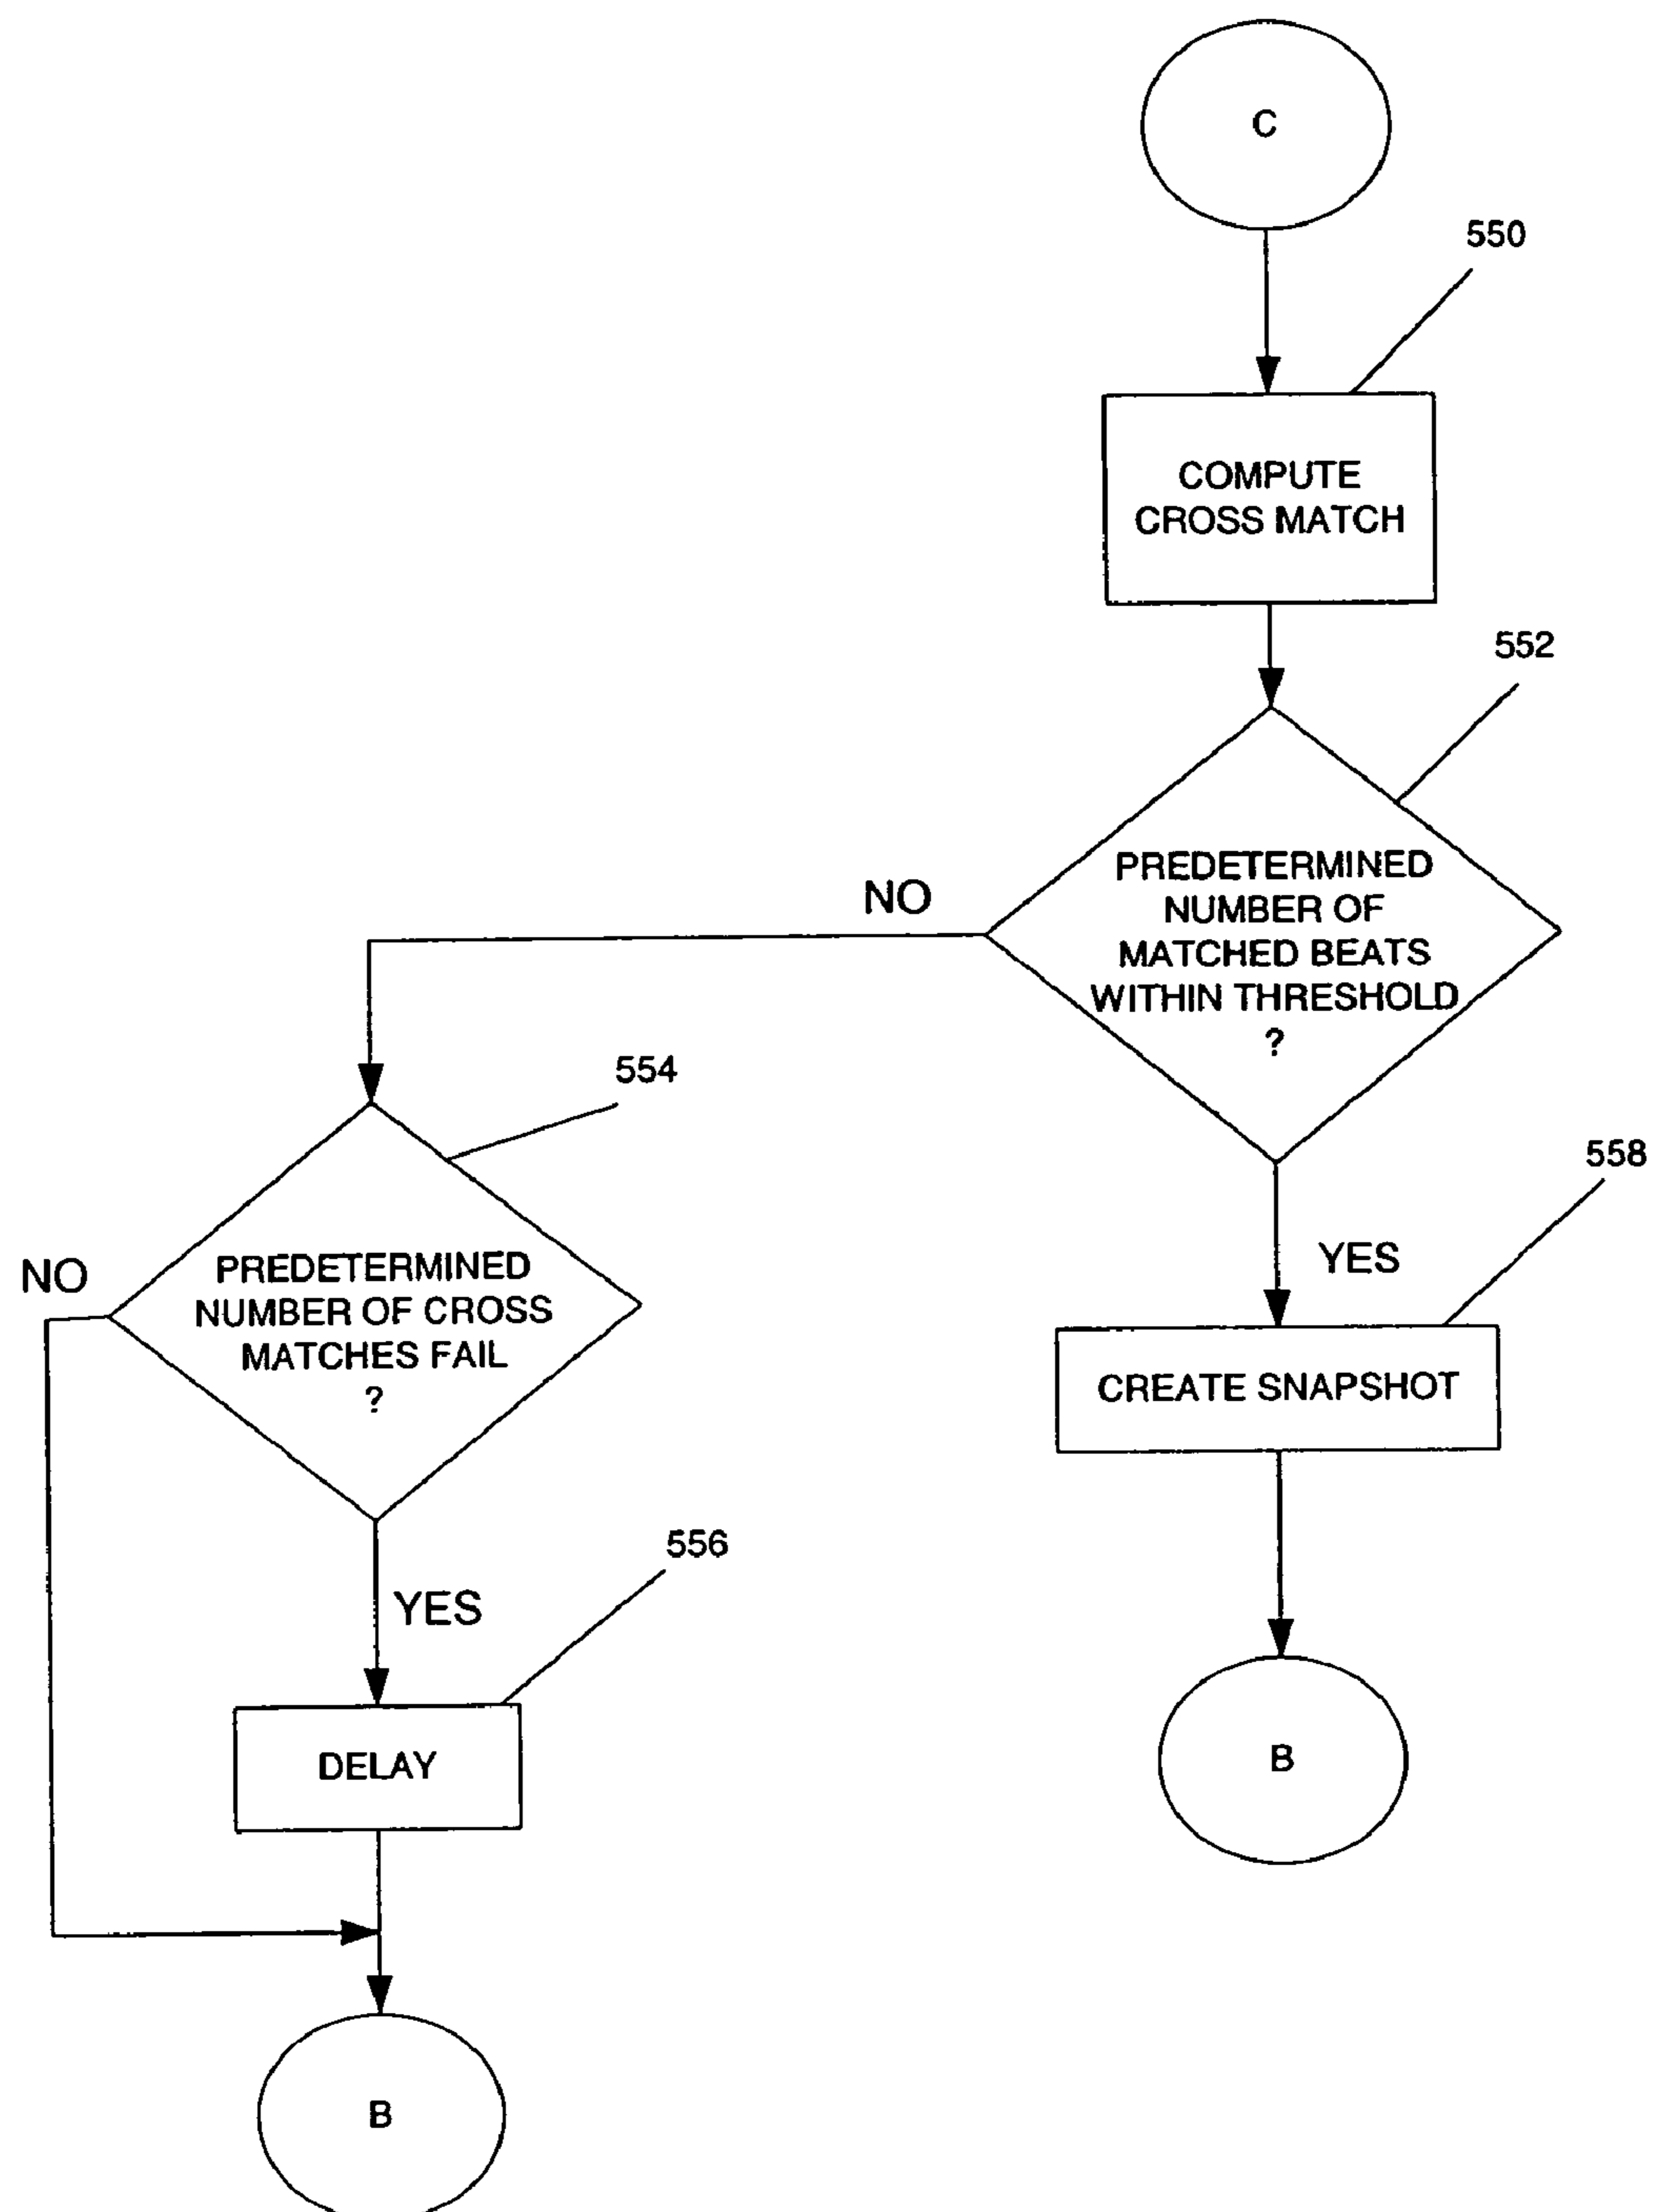 C
550
COMPUTE
CROSS MATCH
552
PREDETERMINED
NUMBER OF
MATCHED BEATS
WITHIN THRESHOLD
?
NO
554
PREDETERMINED
NUMBER OF CROSS
MATCHES FAIL
?
NO
YES
558
CREATE SNAPSHOT
YES
556
DELAY
B
B